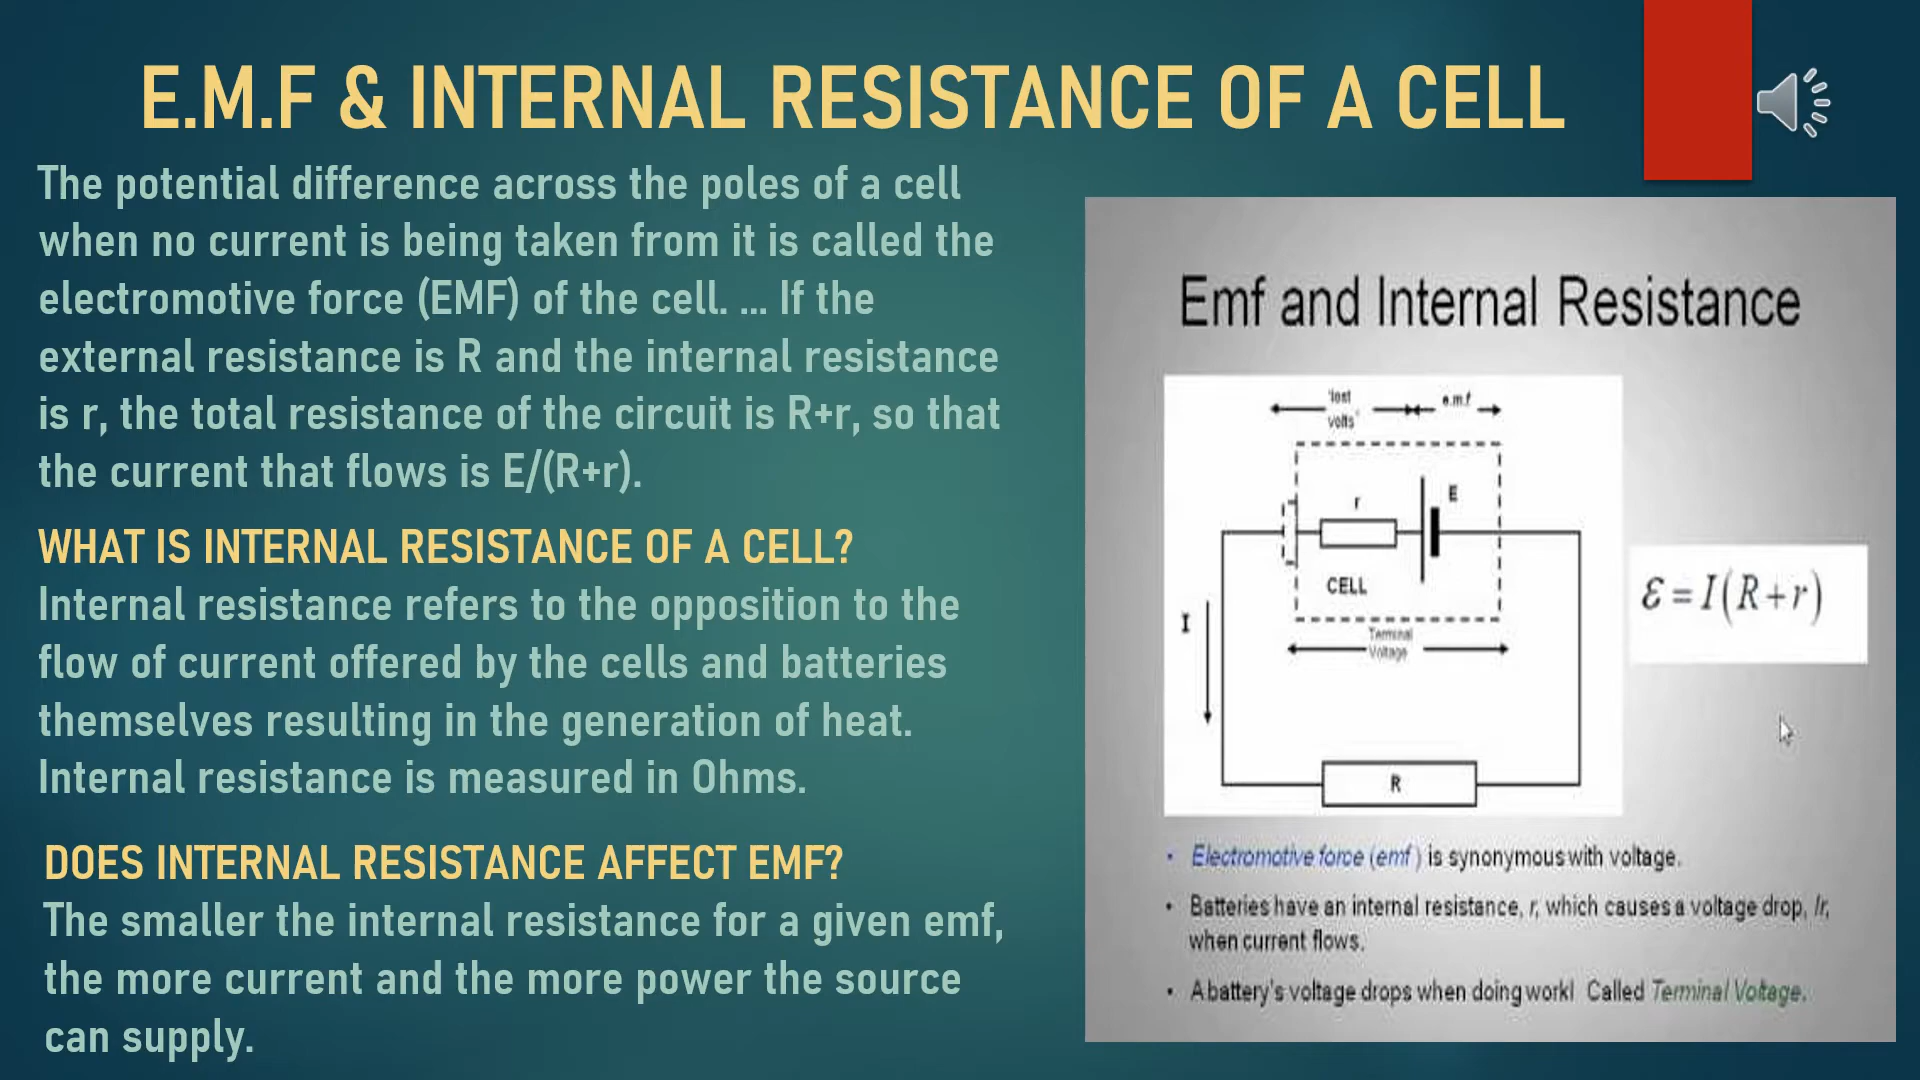 E.M.F & INTERNAL RESISTANCE OF A CELL
The potential difference across the poles of a cell
when no current is being taken from it is called the
electromotive force (EMF) of the cell. ... If the
external resistance is R and the internal resistance
is r, the total resistance of the circuit is R+r, so that
the current that flows is E/(R+r).
WHAT IS INTERNAL RESISTANCE OF A CELL?
Internal resistance refers to the opposition to the
flow of current offered by the cells and batteries
themselves resulting in the generation of heat.
Internal resistance is measured in Ohms.
DOES INTERNAL RESISTANCE AFFECT EMF?
The smaller the internal resistance for a given emf,
the more current and the more power the source
can supply.
Emf and Internal Resistance
'lost
volts'
e.m.f
r
E
CELL
I
Terminal
Voltage
R
ε = I(R+r)
• Electromotive force (emf) is synonymous with voltage.
• Batteries have an internal resistance, r, which causes a voltage drop, Ir,
when current flows.
• A battery's voltage drops when doing work! Called Terminal Voltage.